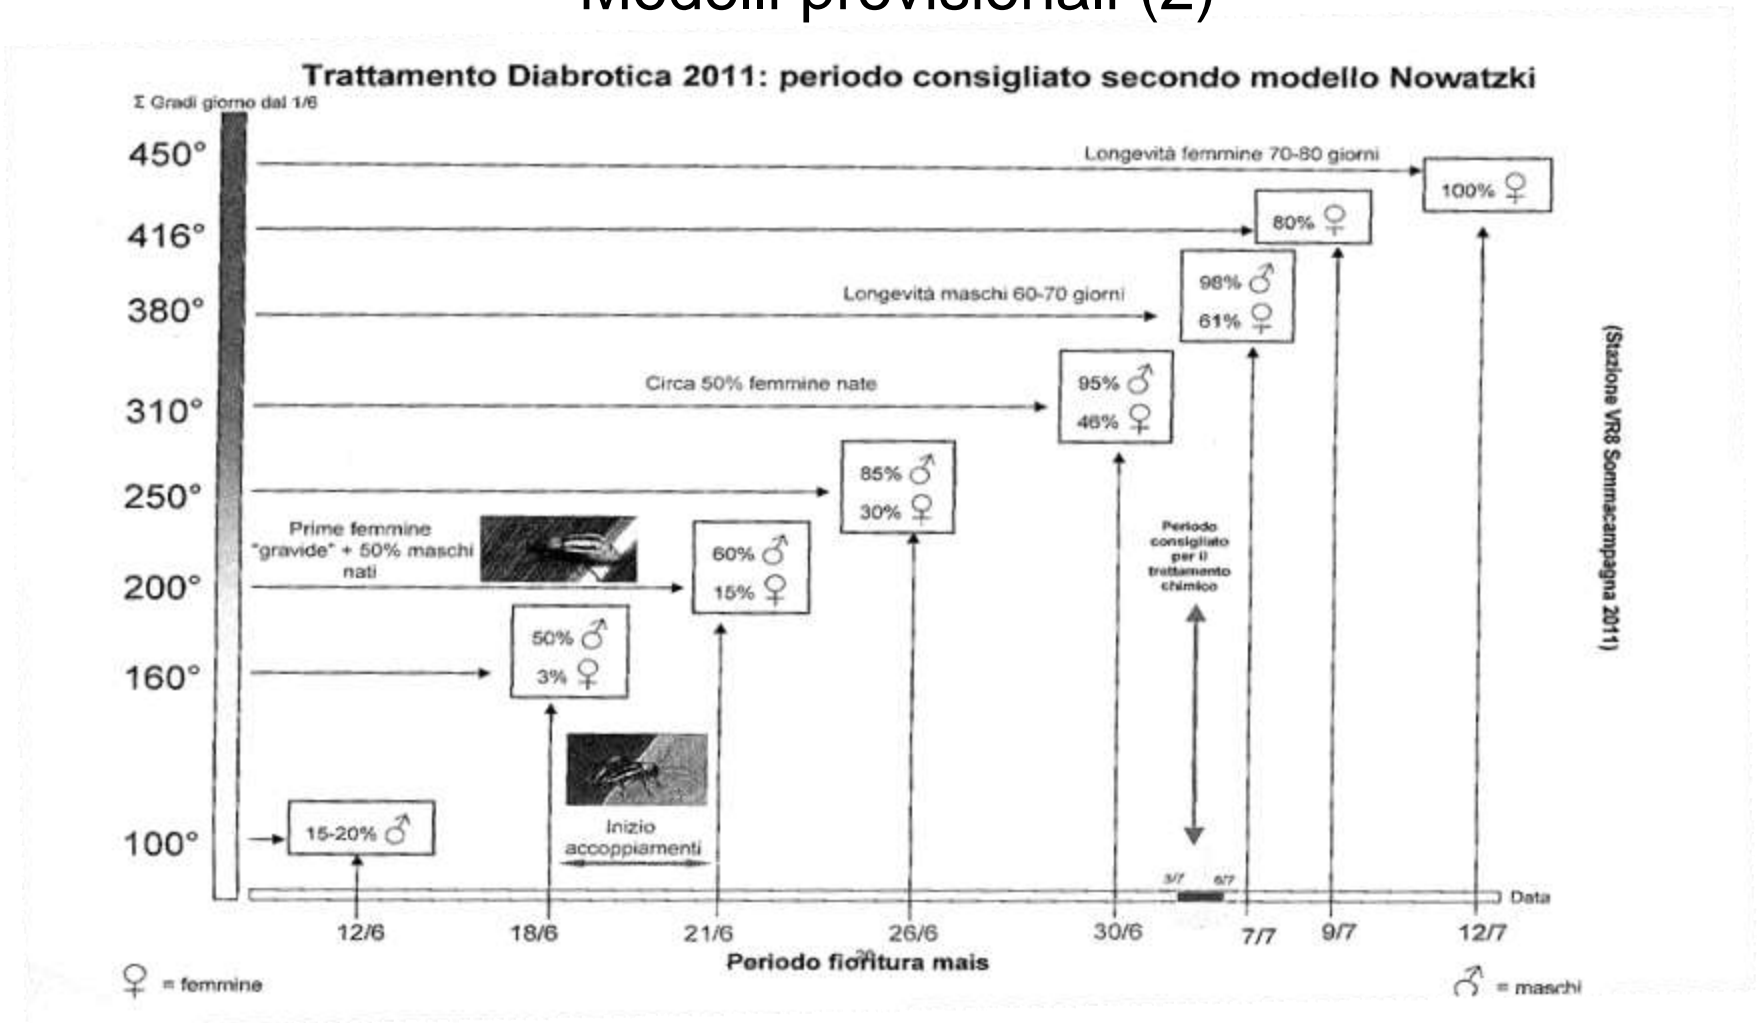 Modelli provisionali (2)
Trattamento Diabrotica 2011: periodo consigliato secondo modello Nowatzki
Σ Gradi giorno dal 1/6
450°
Longevità femmine 70-80 giorni
100% ♀
416°
80% ♀
380°
Longevità maschi 60-70 giorni
98% ♂
61% ♀
310°
Circa 50% femmine nate
95% ♂
46% ♀
250°
85% ♂
30% ♀
Prime femmine
"gravide" + 50% maschi
nati
200°
60% ♂
15% ♀
160°
50% ♂
3% ♀
Periodo
consigliato
per il
trattamento
chimico
(Stazione VR8 Sommacampagna 2011)
100°
15-20% ♂
Inizio
accoppiamenti
3/7 6/7
Data
12/6 18/6 21/6 26/6 30/6 7/7 9/7 12/7
Periodo fioritura mais
♀ = femmine
♂ = maschi